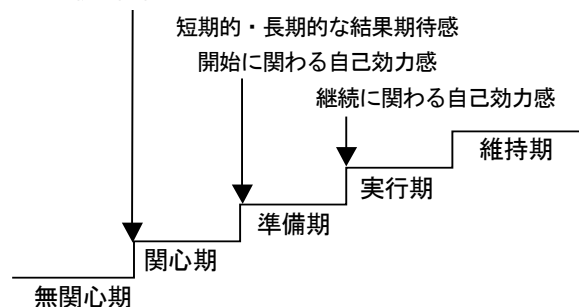 短期的・長期的な結果期待感
開始に関わる自己効力感
継続に関わる自己効力感
維持期
実行期
準備期
関心期
無関心期